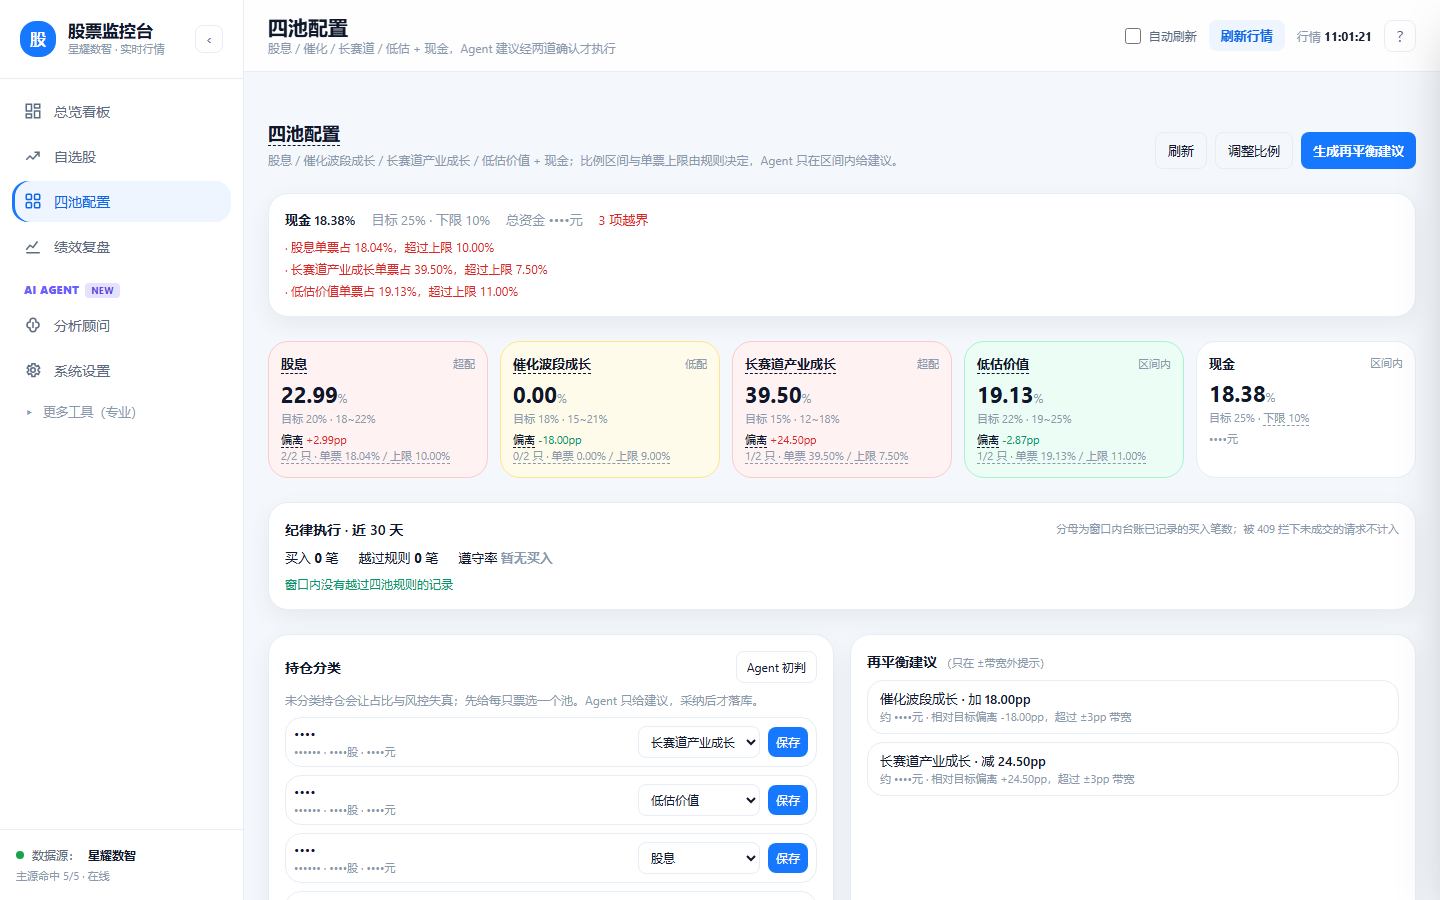 股
股票监控台
星耀数智 · 实时行情
‹
总览看板
自选股
四池配置
绩效复盘
AI AGENT NEW
分析顾问
系统设置
▸ 更多工具（专业）
数据源： 星耀数智
主源命中 5/5 · 在线
四池配置
股息 / 催化 / 长赛道 / 低估 + 现金，Agent 建议经两道确认才执行
自动刷新
刷新行情
行情 11:01:21
?
四池配置
股息 / 催化波段成长 / 长赛道产业成长 / 低估价值 + 现金；比例区间与单票上限由规则决定，Agent 只在区间内给建议。
刷新
调整比例
生成再平衡建议
现金 18.38% 目标 25% · 下限 10% 总资金 ••••元 3 项越界
· 股息单票占 18.04%，超过上限 10.00%
· 长赛道产业成长单票占 39.50%，超过上限 7.50%
· 低估价值单票占 19.13%，超过上限 11.00%
股息 超配
22.99%
目标 20% · 18~22%
偏离 +2.99pp
2/2 只 · 单票 18.04% / 上限 10.00%
催化波段成长 低配
0.00%
目标 18% · 15~21%
偏离 -18.00pp
0/2 只 · 单票 0.00% / 上限 9.00%
长赛道产业成长 超配
39.50%
目标 15% · 12~18%
偏离 +24.50pp
1/2 只 · 单票 39.50% / 上限 7.50%
低估价值 区间内
19.13%
目标 22% · 19~25%
偏离 -2.87pp
1/2 只 · 单票 19.13% / 上限 11.00%
现金 区间内
18.38%
目标 25% · 下限 10%
••••元
纪律执行 · 近 30 天
分母为窗口内台账已记录的买入笔数；被 409 拦下未成交的请求不计入
买入 0 笔 越过规则 0 笔 遵守率 暂无买入
窗口内没有越过四池规则的记录
持仓分类
Agent 初判
未分类持仓会让占比与风控失真；先给每只票选一个池。Agent 只给建议，采纳后才落库。
••••
•••••• · ••••股 · ••••元
长赛道产业成长
保存
••••
•••••• · ••••股 · ••••元
低估价值
保存
••••
•••••• · ••••股 · ••••元
股息
保存
再平衡建议 （只在 ±带宽外提示）
催化波段成长 · 加 18.00pp
约 ••••元 · 相对目标偏离 -18.00pp，超过 ±3pp 带宽
长赛道产业成长 · 减 24.50pp
约 ••••元 · 相对目标偏离 +24.50pp，超过 ±3pp 带宽